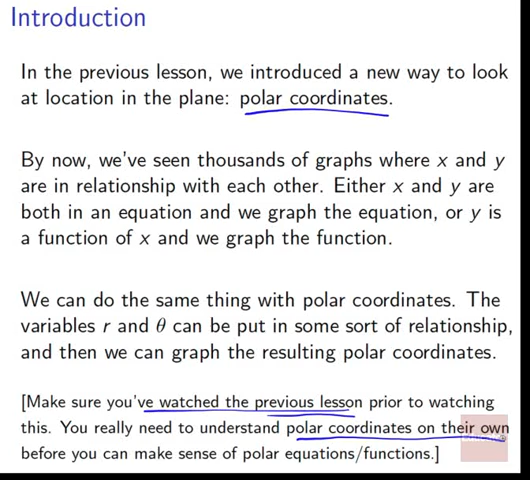 Introduction
In the previous lesson, we introduced a new way to look
at location in the plane: polar coordinates.
By now, we've seen thousands of graphs where x and y
are in relationship with each other. Either x and y are
both in an equation and we graph the equation, or y is
a function of x and we graph the function.
We can do the same thing with polar coordinates. The
variables r and θ can be put in some sort of relationship,
and then we can graph the resulting polar coordinates.
[Make sure you've watched the previous lesson prior to watching
this. You really need to understand polar coordinates on their own
before you can make sense of polar equations/functions.]